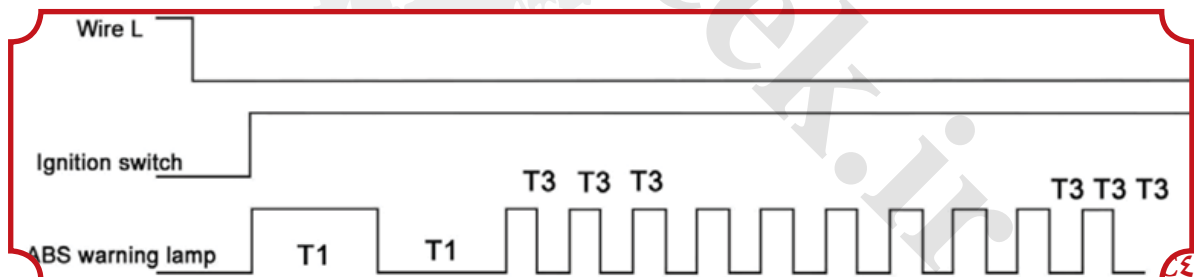 Wire L
Ignition switch
T3 T3 T3
T3 T3 T3
ABS warning lamp
T1
T1